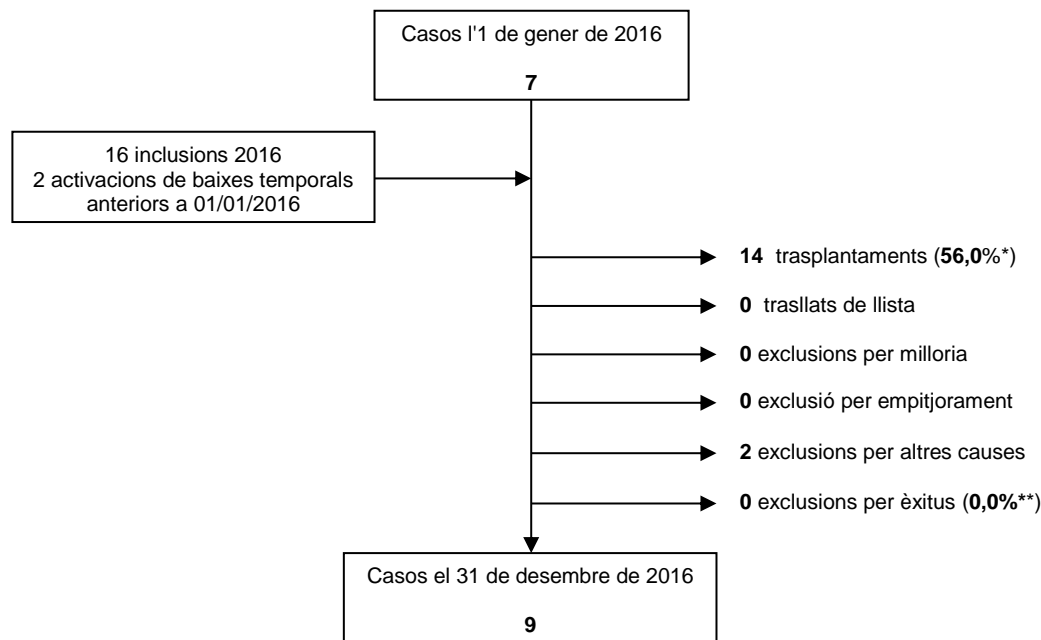 Casos l'1 de gener de 2016
7
16 inclusions 2016
2 activacions de baixes temporals
anteriors a 01/01/2016
14 trasplantaments (56,0%*)
0 trasllats de llista
0 exclusions per milloria
0 exclusió per empitjorament
2 exclusions per altres causes
0 exclusions per èxitus (0,0%**)
Casos el 31 de desembre de 2016
9